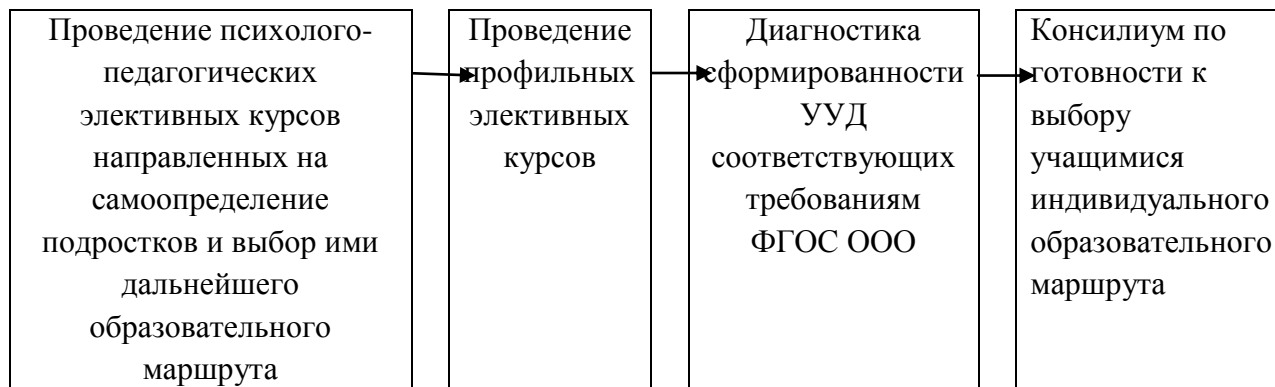 Проведение психолого-
педагогических
элективных курсов
направленных на
самоопределение
подростков и выбор ими
дальнейшего
образовательного
маршрута
Проведение
профильных
элективных
курсов
Диагностика
сформированности
УУД
соответствующих
требованиям
ФГОС ООО
Консилиум по
готовности к
выбору
учащимися
индивидуального
образовательного
маршрута